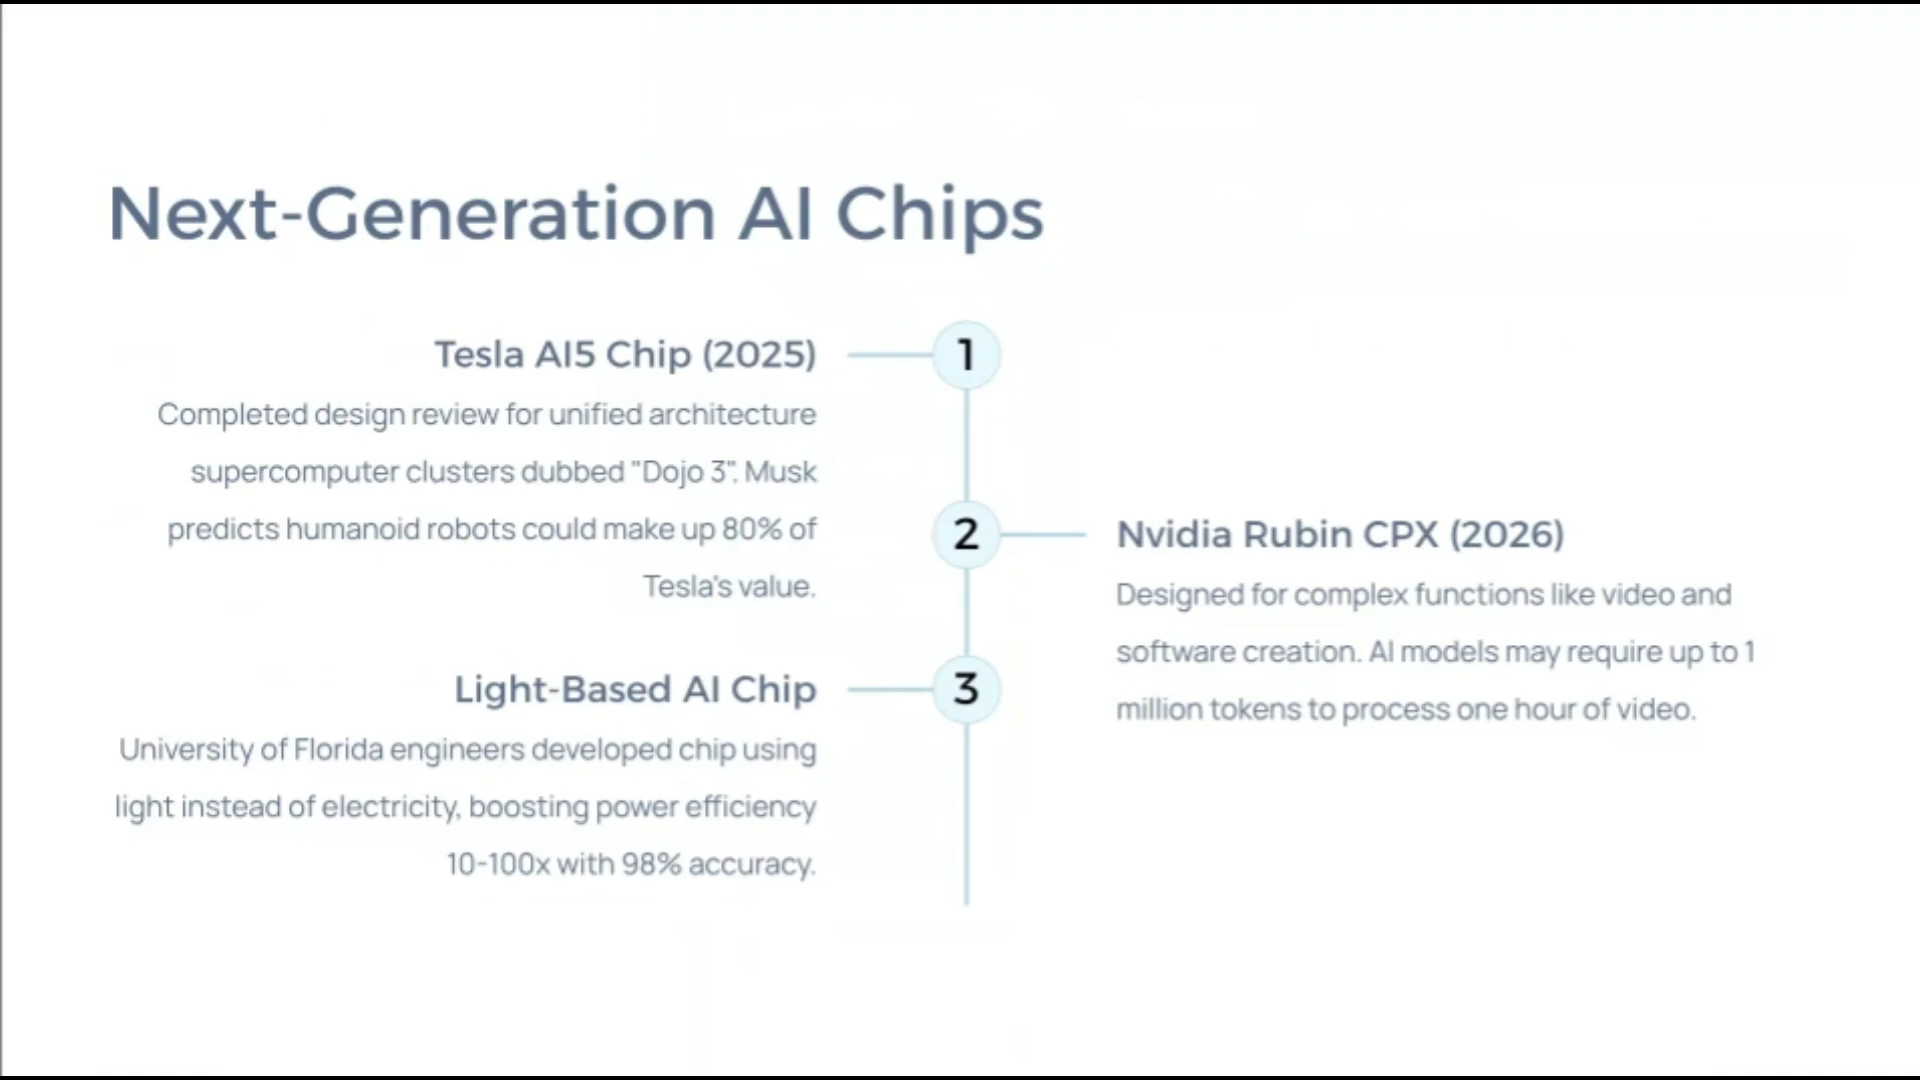 Next-Generation AI Chips
1
Tesla AI5 Chip (2025)
Completed design review for unified architecture
supercomputer clusters dubbed "Dojo 3". Musk
predicts humanoid robots could make up 80% of
Tesla's value.
2
Nvidia Rubin CPX (2026)
Designed for complex functions like video and
software creation. AI models may require up to 1
million tokens to process one hour of video.
3
Light-Based AI Chip
University of Florida engineers developed chip using
light instead of electricity, boosting power efficiency
10-100x with 98% accuracy.